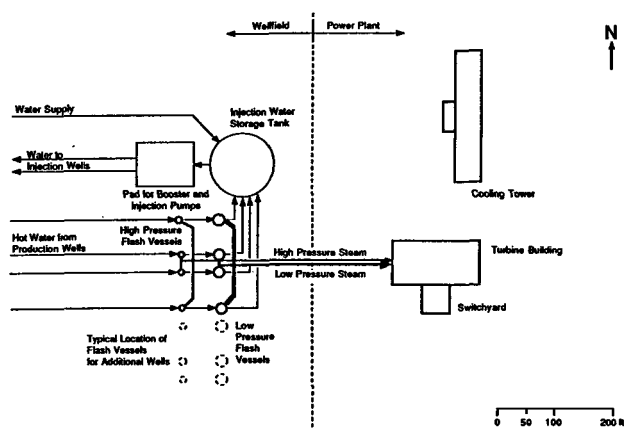 Wellfield
Power Plant
N
Water Supply
Injection Water
Storage Tank
Water to
Injection Wells
Pad for Booster and
Injection Pumps
Cooling Tower
High Pressure
Flash Vessels
Hot Water from
Production Wells
High Pressure Steam
Low Pressure Steam
Turbine Building
Switchyard
Typical Location of
Flash Vessels
for Additional Wells
Low
Pressure
Flash
Vessels
0 50 100 200